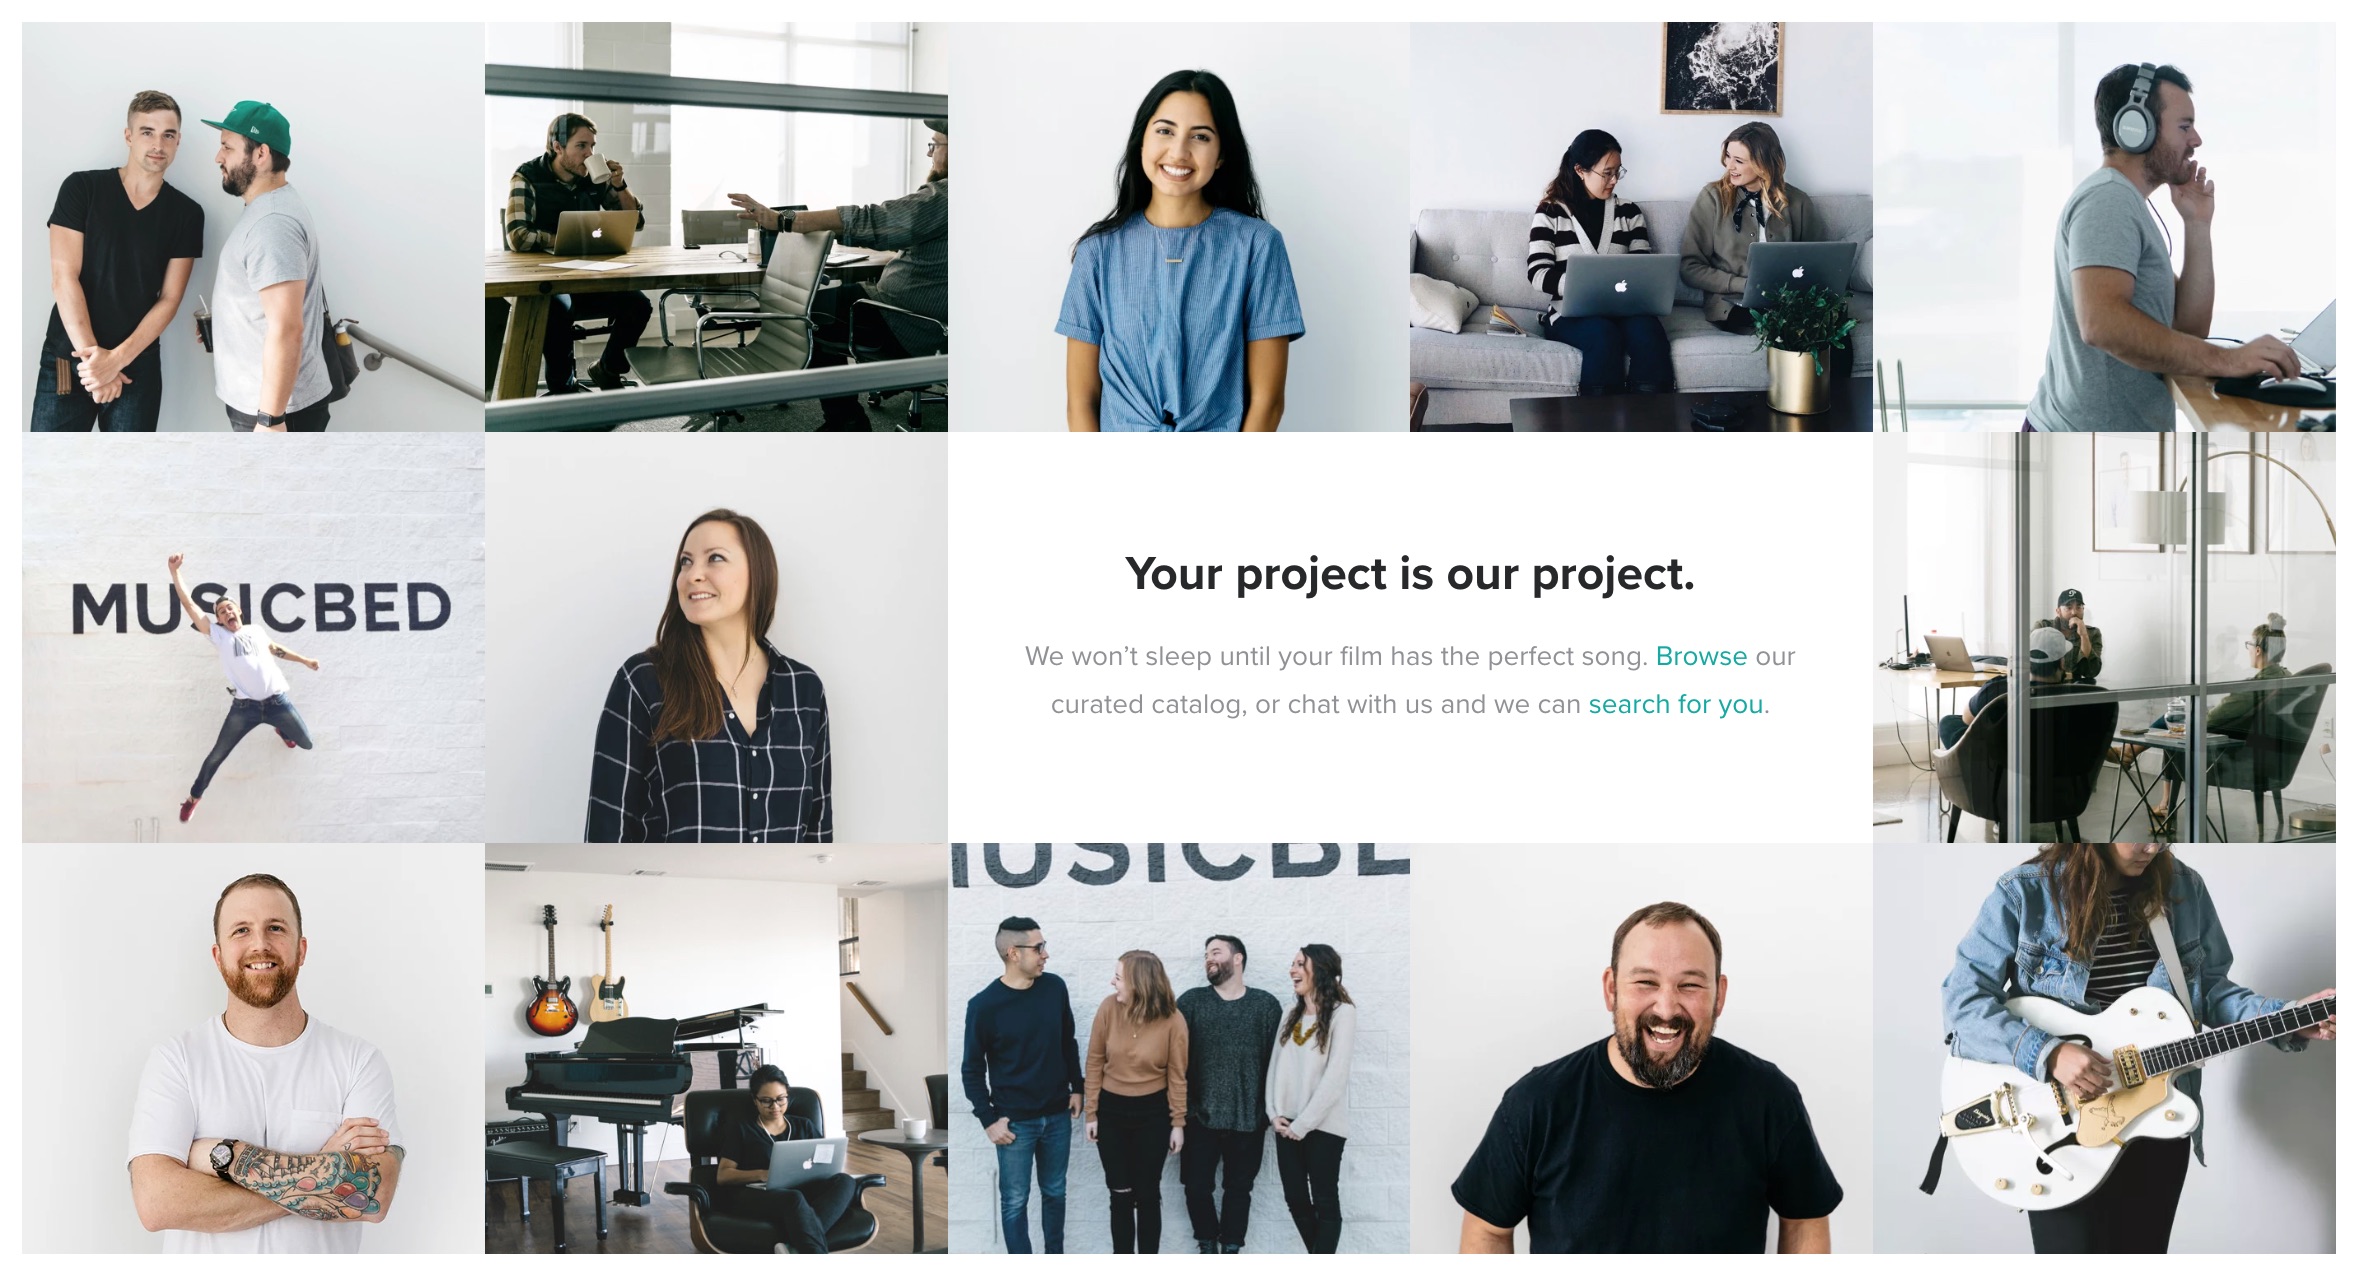 MUSICBED
Your project is our project.
We won’t sleep until your film has the perfect song. Browse our
curated catalog, or chat with us and we can search for you.
USICBE